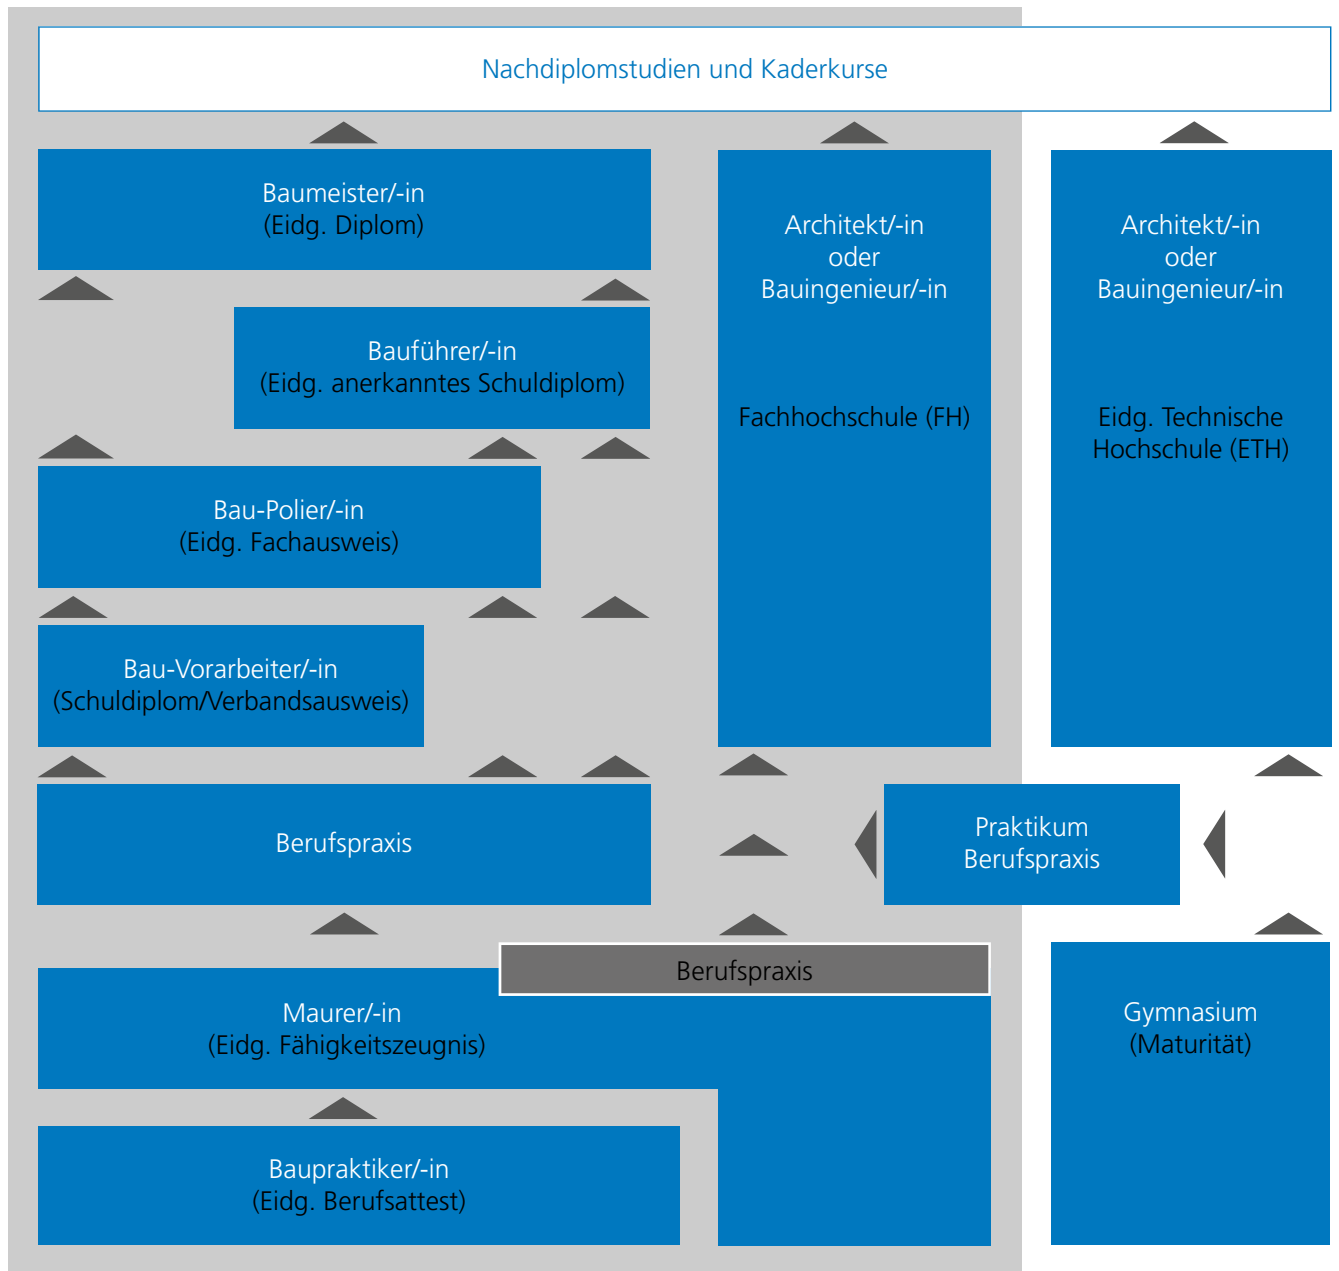 Nachdiplomstudien und Kaderkurse
Baumeister/-in
(Eidg. Diplom)
Architekt/-in
oder
Bauingenieur/-in
Fachhochschule (FH)
Architekt/-in
oder
Bauingenieur/-in
Eidg. Technische
Hochschule (ETH)
Bauführer/-in
(Eidg. anerkanntes Schuldiplom)
Bau-Polier/-in
(Eidg. Fachausweis)
Bau-Vorarbeiter/-in
(Schuldiplom/Verbandsausweis)
Berufspraxis
Praktikum
Berufspraxis
Berufspraxis
Maurer/-in
(Eidg. Fähigkeitszeugnis)
Gymnasium
(Maturität)
Baupraktiker/-in
(Eidg. Berufsattest)